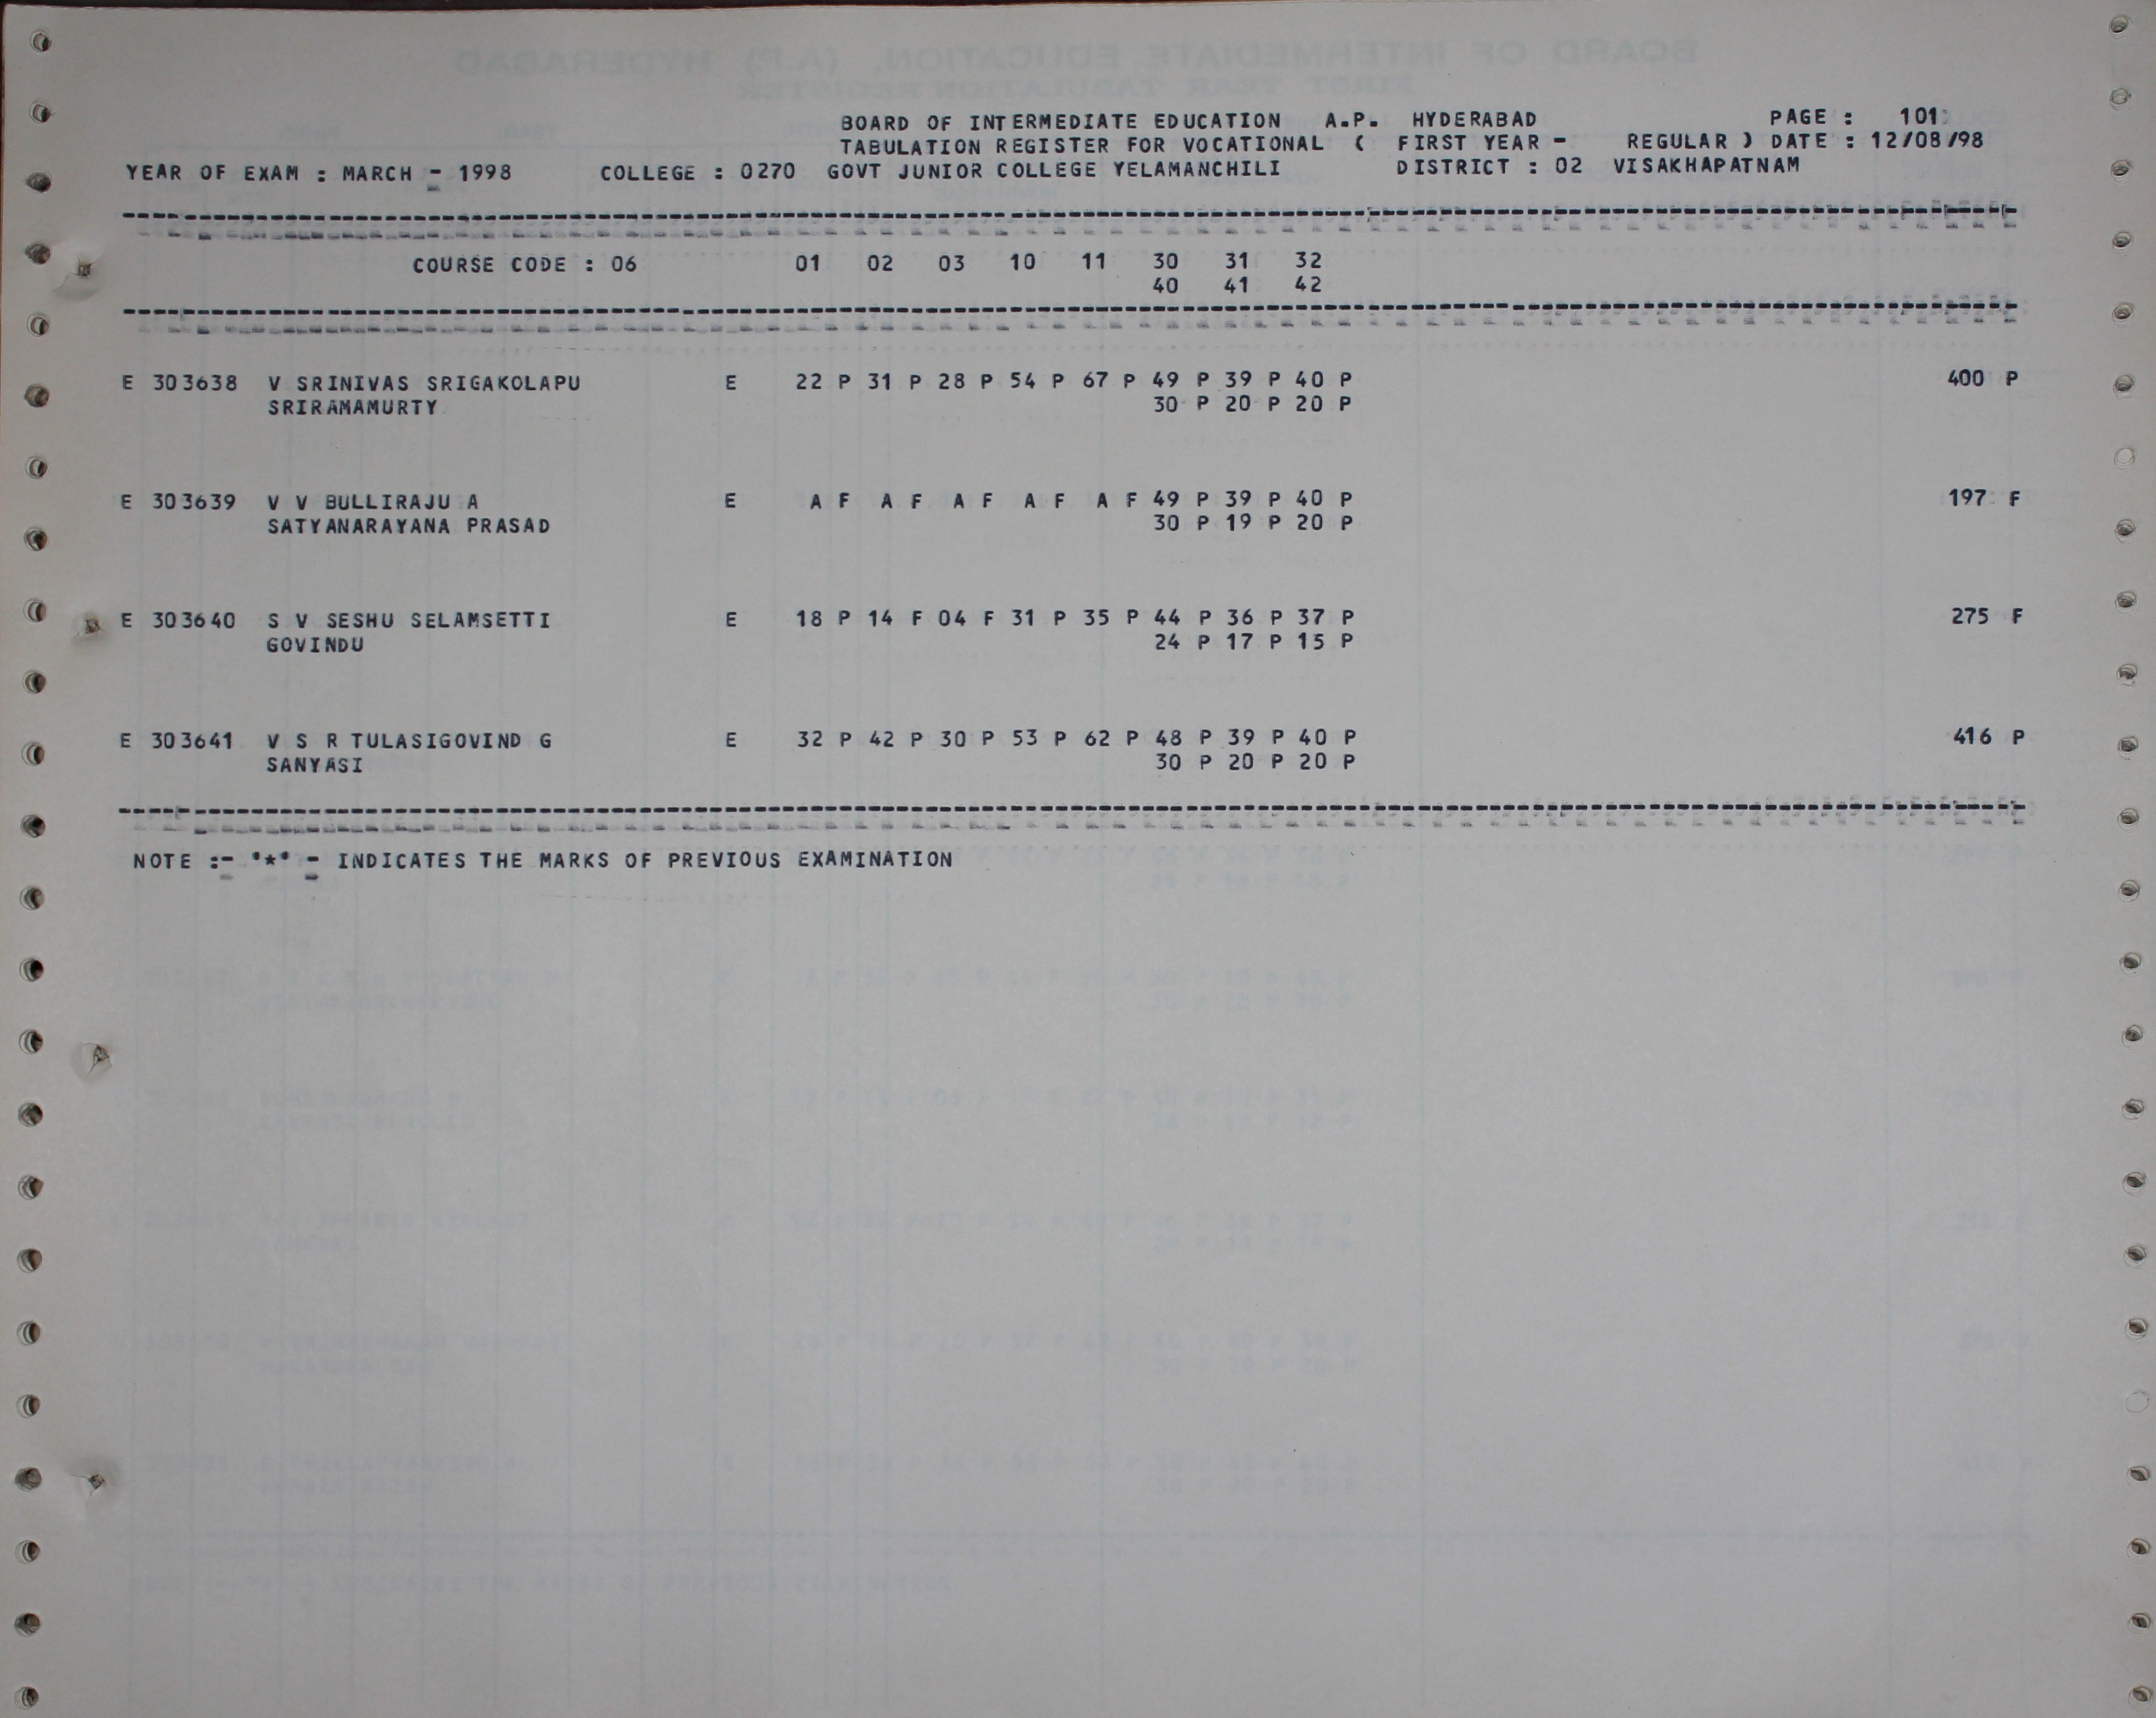 BOARD OF INTERMEDIATE EDUCATION A.P. HYDERABAD PAGE : 101
TABULATION REGISTER FOR VOCATIONAL ( FIRST YEAR - REGULAR ) DATE : 12/08/98
YEAR OF EXAM : MARCH - 1998 COLLEGE : 0270 GOVT JUNIOR COLLEGE YELAMANCHILI DISTRICT : 02 VISAKHAPATNAM
COURSE CODE : 06 01 02 03 10 11 30 31 32
40 41 42
E 303638 V SRINIVAS SRIGAKOLAPU E 22 P 31 P 28 P 54 P 67 P 49 P 39 P 40 P 400 P
SRIRAMAMURTY 30 P 20 P 20 P
E 303639 V V BULLIRAJU A E A F A F A F A F A F 49 P 39 P 40 P 197 F
SATYANARAYANA PRASAD 30 P 19 P 20 P
E 303640 S V SESHU SELAMSETTI E 18 P 14 F 04 F 31 P 35 P 44 P 36 P 37 P 275 F
GOVINDU 24 P 17 P 15 P
E 303641 V S R TULASIGOVIND G E 32 P 42 P 30 P 53 P 62 P 48 P 39 P 40 P 416 P
SANYASI 30 P 20 P 20 P
NOTE :- '*' - INDICATES THE MARKS OF PREVIOUS EXAMINATION